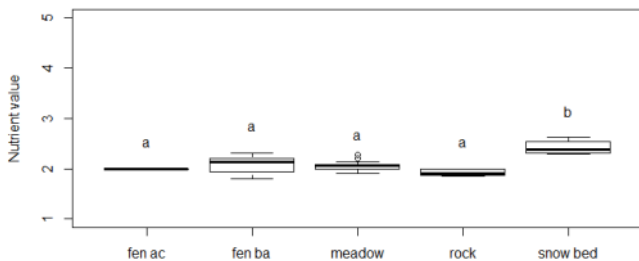 Nutrient value
5
4
3
2
1
a
a
a
a
b
fen ac
fen ba
meadow
rock
snow bed